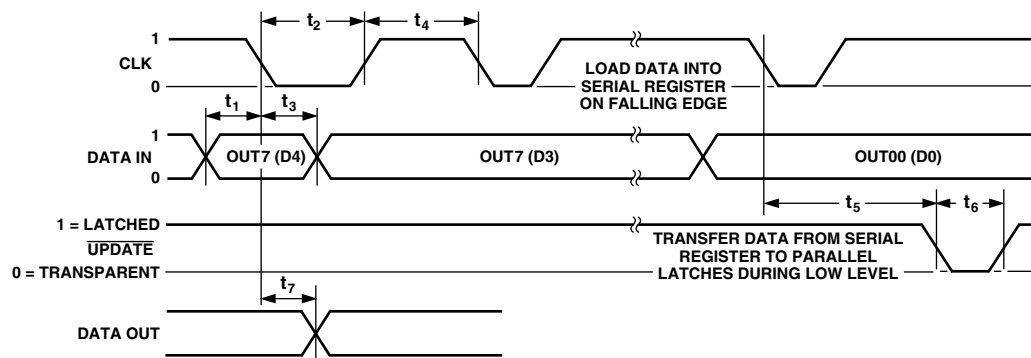 t2
t4
1
CLK
0
LOAD DATA INTO
SERIAL REGISTER
ON FALLING EDGE
t1
t3
1
DATA IN
0
OUT7 (D4)
OUT7 (D3)
OUT00 (D0)
t5
t6
1 = LATCHED
UPDATE
0 = TRANSPARENT
TRANSFER DATA FROM SERIAL
REGISTER TO PARALLEL
LATCHES DURING LOW LEVEL
t7
DATA OUT